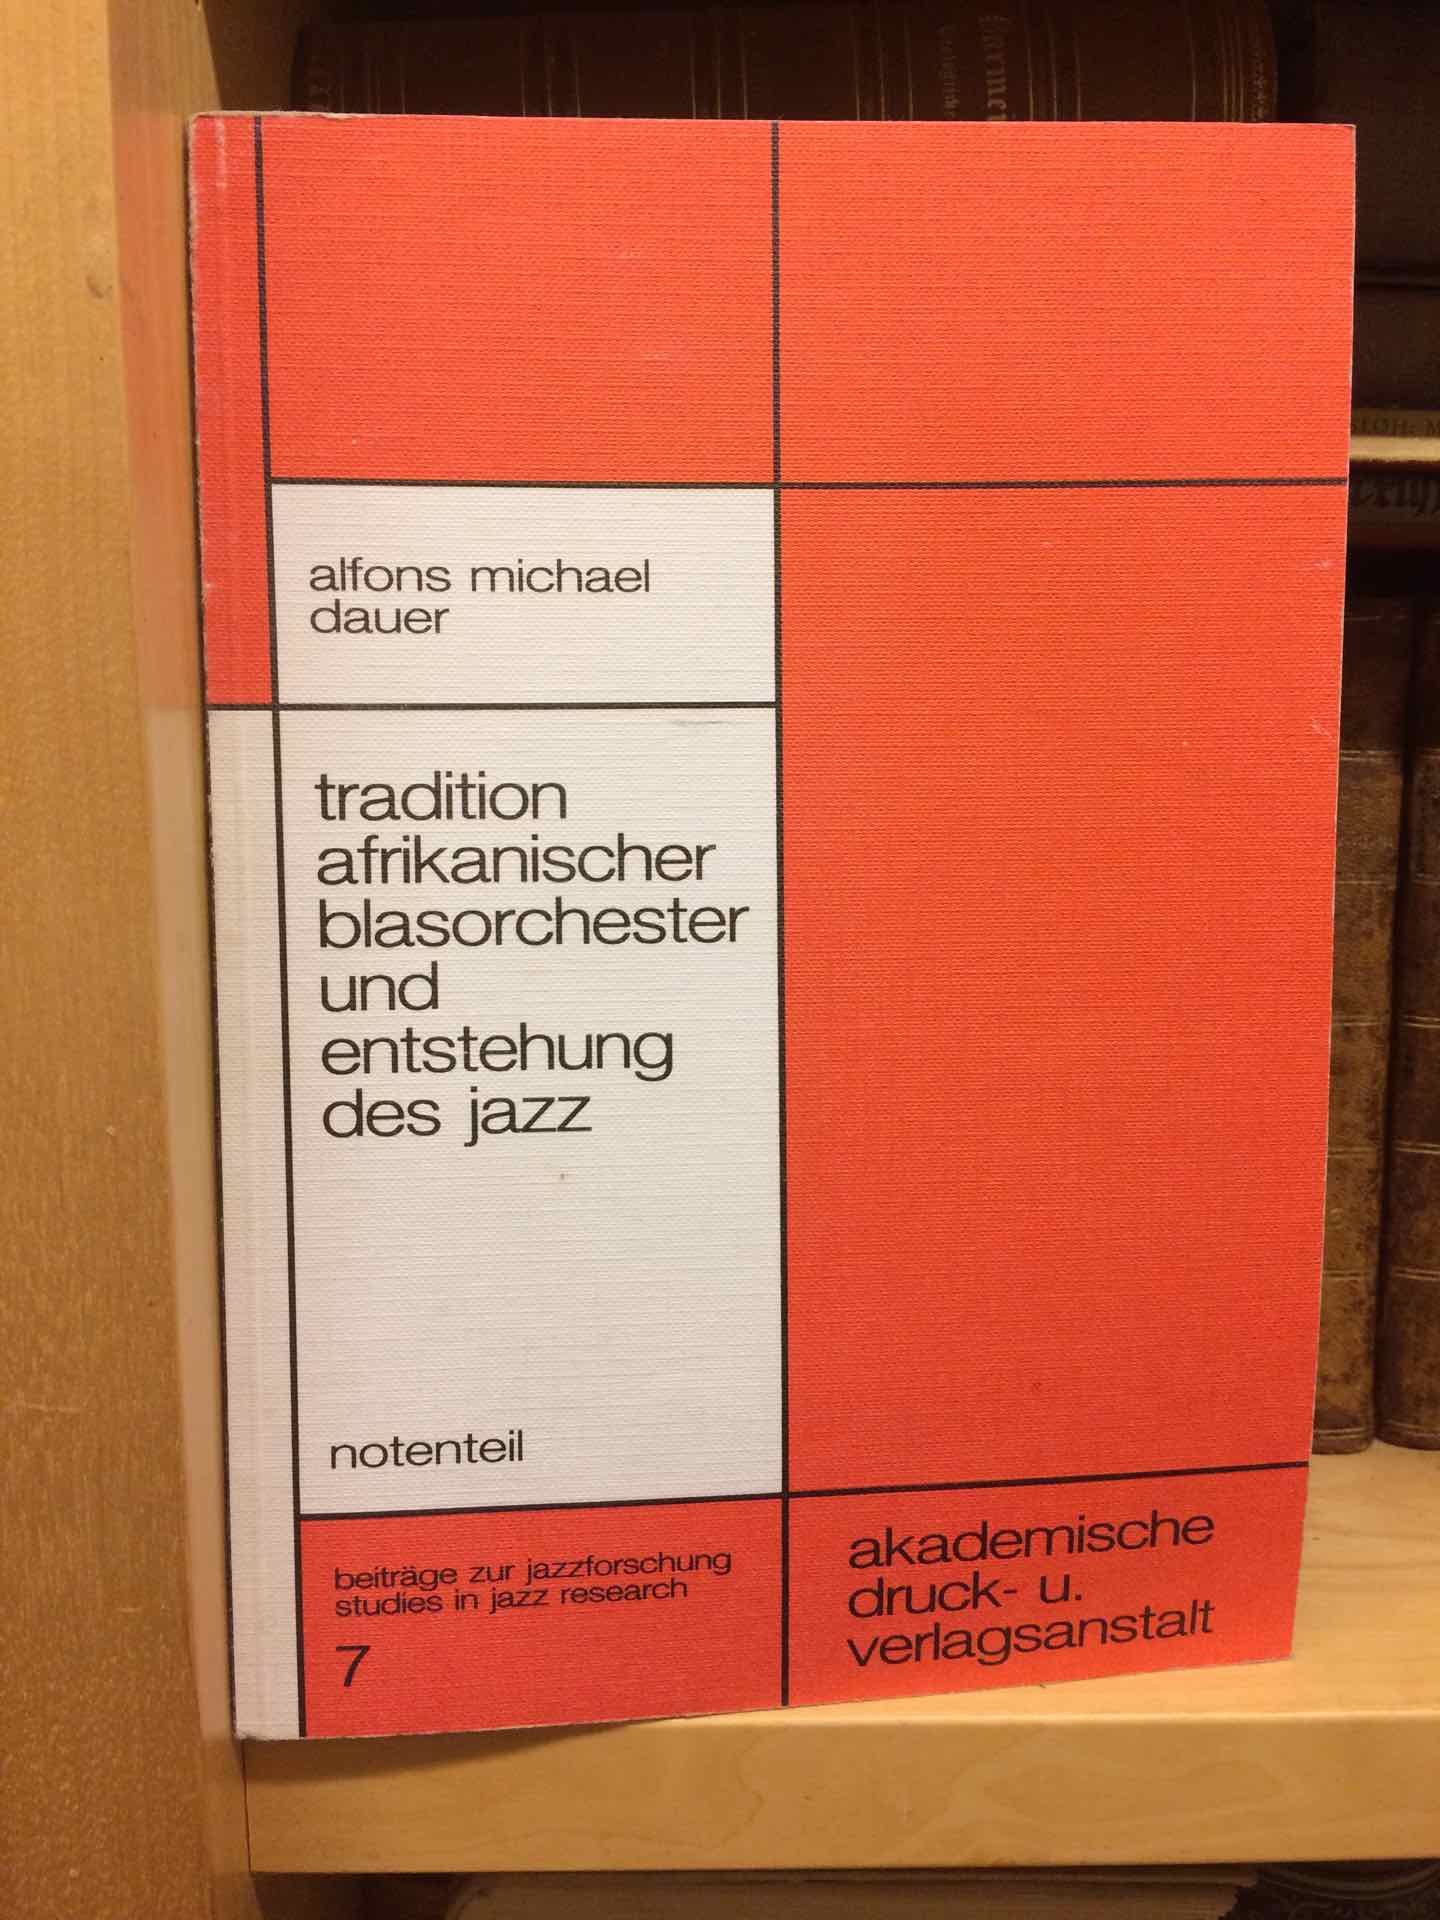 alfons michael
dauer
tradition
afrikanischer
blasorchester
und
entstehung
des jazz
notenteil
beiträge zur jazzforschung
studies in jazz research
7
akademische
druck- u.
verlagsanstalt